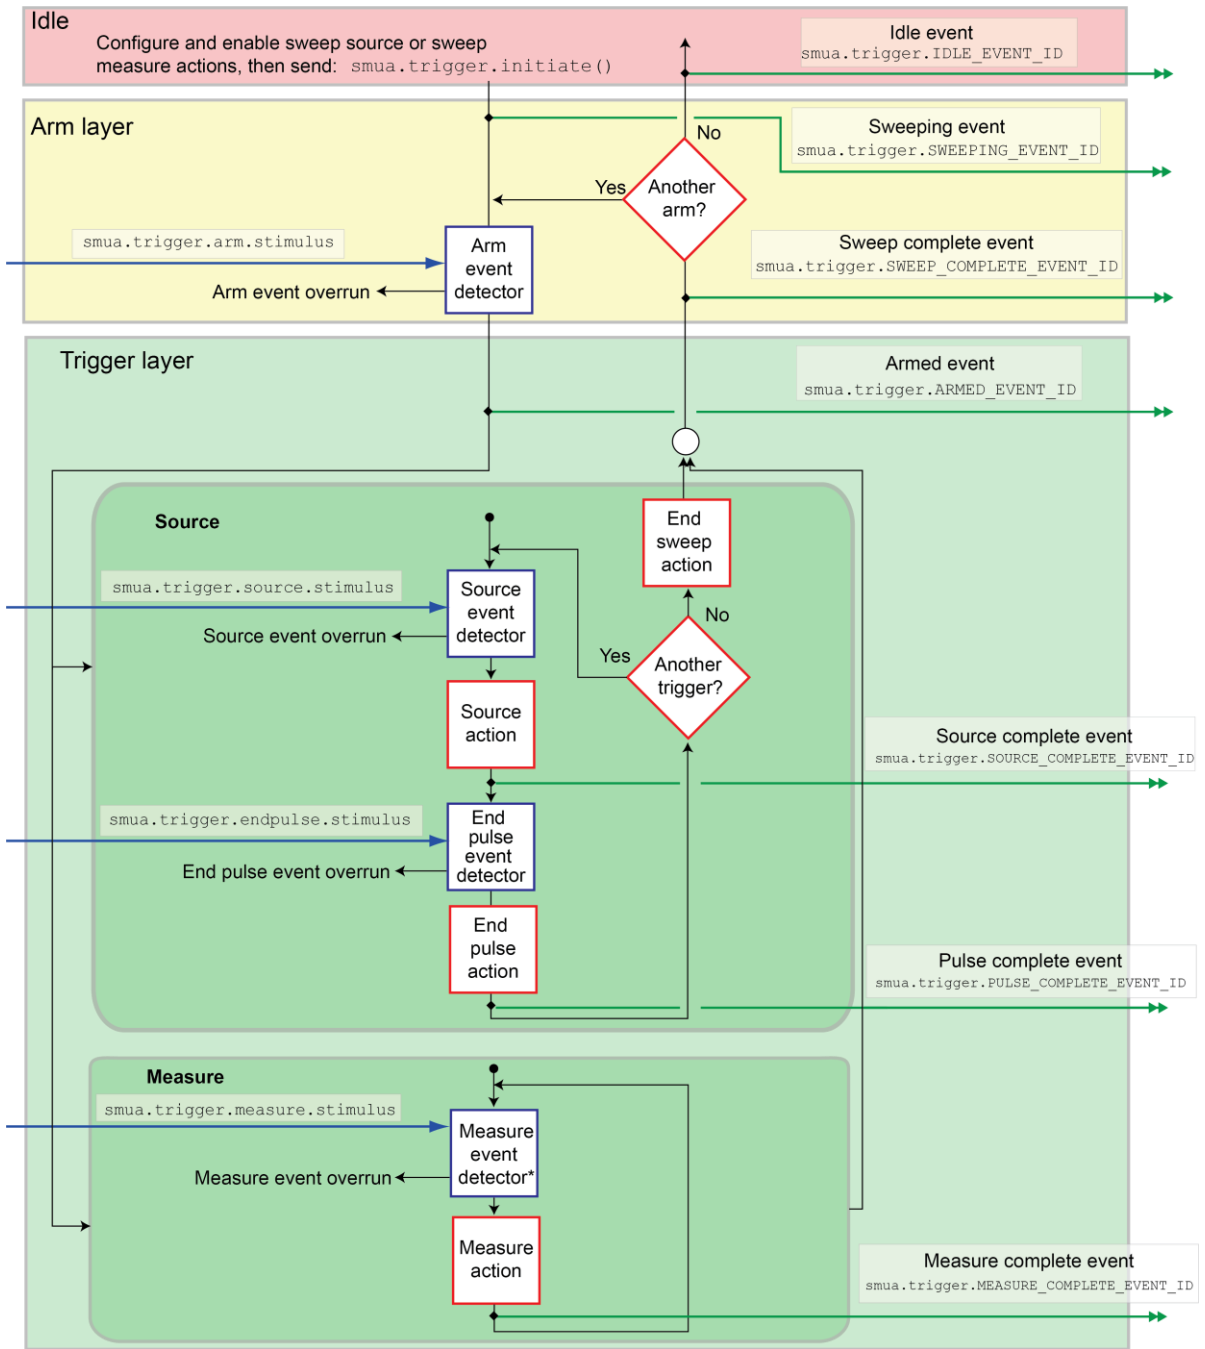 Idle
Configure and enable sweep source or sweep
measure actions, then send: smua.trigger.initiate()
Idle event
smua.trigger.IDLE_EVENT_ID
Arm layer
No
Sweeping event
smua.trigger.SWEEPING_EVENT_ID
Yes
Another
arm?
smua.trigger.arm.stimulus
Arm
event
detector
Arm event overrun
Sweep complete event
smua.trigger.SWEEP_COMPLETE_EVENT_ID
Trigger layer
Armed event
smua.trigger.ARMED_EVENT_ID
Source
End
sweep
action
smua.trigger.source.stimulus
Source
event
detector
Source event overrun
No
Yes
Another
trigger?
Source
action
Source complete event
smua.trigger.SOURCE_COMPLETE_EVENT_ID
smua.trigger.endpulse.stimulus
End
pulse
event
detector
End pulse event overrun
End
pulse
action
Pulse complete event
smua.trigger.PULSE_COMPLETE_EVENT_ID
Measure
smua.trigger.measure.stimulus
Measure
event
detector*
Measure event overrun
Measure
action
Measure complete event
smua.trigger.MEASURE_COMPLETE_EVENT_ID